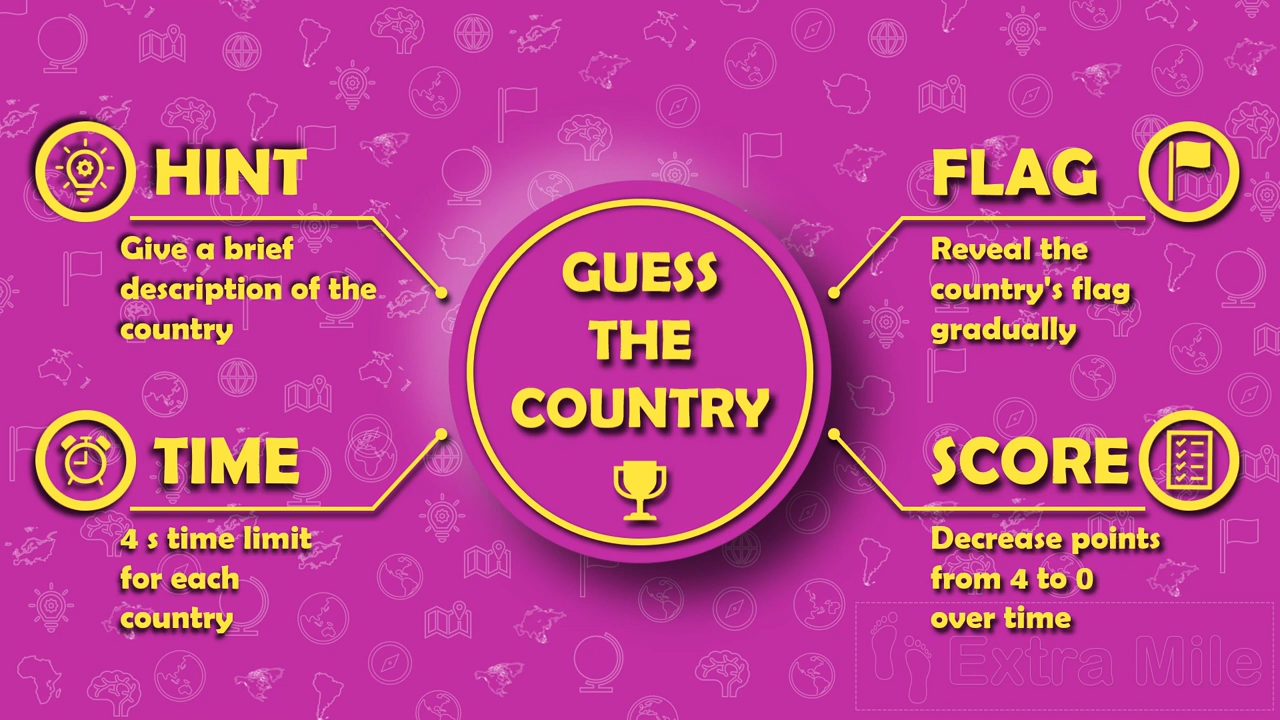 HINT
Give a brief
description of the
country
TIME
4 s time limit
for each
country
GUESS
THE
COUNTRY
FLAG
Reveal the
country's flag
gradually
SCORE
Decrease points
from 4 to 0
over time
Extra Mile